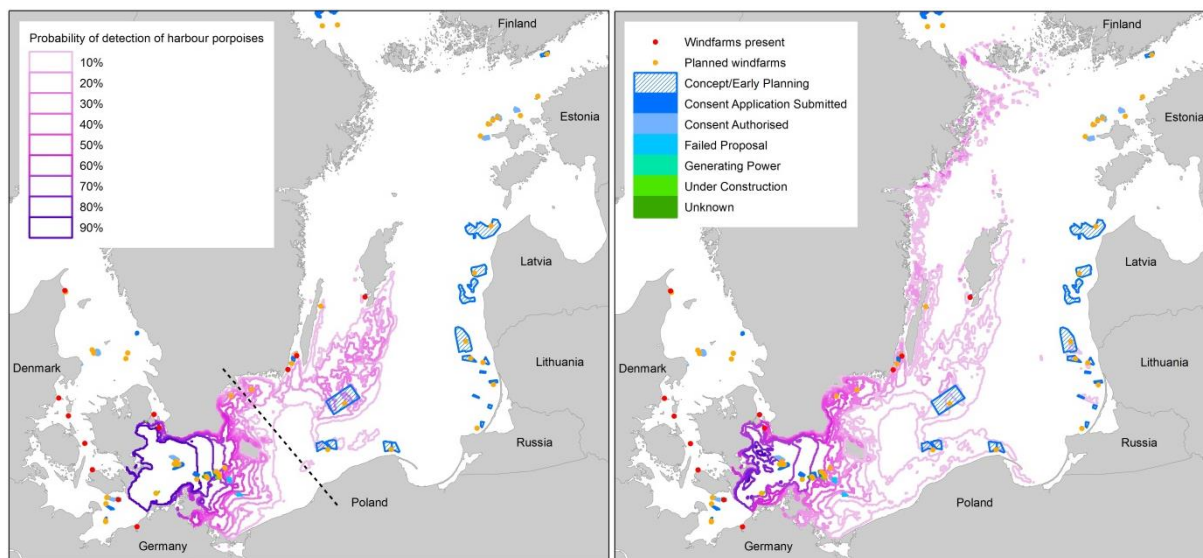 Probability of detection of harbour porpoises
10%
20%
30%
40%
50%
60%
70%
80%
90%
Finland
Estonia
Latvia
Lithuania
Russia
Poland
Germany
Denmark
Windfarms present
Planned windfarms
Concept/Early Planning
Consent Application Submitted
Consent Authorised
Failed Proposal
Generating Power
Under Construction
Unknown
Finland
Estonia
Latvia
Lithuania
Russia
Poland
Germany
Denmark